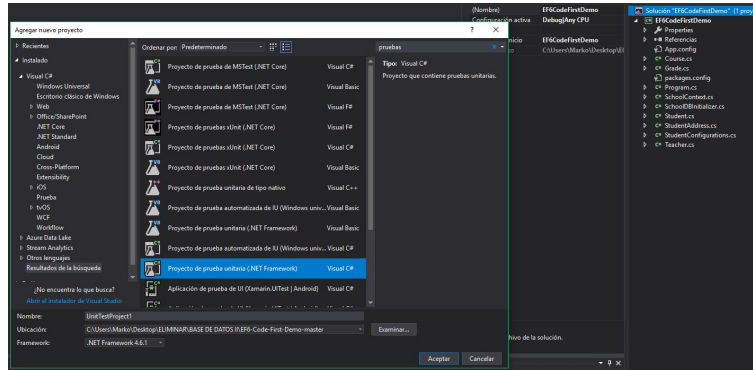 Agregar nuevo proyecto
? ×
Recientes
Instalado
Visual C#
Windows Universal
Escritorio clásico de Windows
Web
Office/SharePoint
.NET Core
.NET Standard
Android
Cloud
Cross-Platform
Extensibility
iOS
Prueba
tvOS
WCF
Workflow
Azure Data Lake
Stream Analytics
Otros lenguajes
Resultados de la búsqueda
¿No encuentra lo que busca?
Abrir el instalador de Visual Studio
Ordenar por: Predeterminado
Proyecto de prueba de MSTest (.NET Core) Visual C#
Proyecto de prueba de MSTest (.NET Core) Visual Basic
Proyecto de prueba de MSTest (.NET Core) Visual F#
Proyecto de pruebas xUnit (.NET Core) Visual F#
Proyecto de pruebas xUnit (.NET Core) Visual C#
Proyecto de pruebas xUnit (.NET Core) Visual Basic
Proyecto de prueba unitaria de tipo nativo Visual C++
Proyecto de prueba automatizada de IU (Windows univ... Visual Basic
Proyecto de prueba unitaria (.NET Framework) Visual Basic
Proyecto de prueba automatizada de IU (Windows univ... Visual C#
Proyecto de prueba unitaria (.NET Framework) Visual C#
Aplicación de prueba de UI (Xamarin.UITest | Android) Visual C#
pruebas
Tipo: Visual C#
Proyecto que contiene pruebas unitarias.
Nombre: UnitTestProject1
Ubicación: C:\Users\Marko\Desktop\ELIMINAR\BASE DE DATOS II\EF6-Code-First-Demo-master
Examinar...
Framework: .NET Framework 4.6.1
Aceptar Cancelar
(Nombre) EF6CodeFirstDemo
Configuración activa Debug|Any CPU
inicio EF6CodeFirstDemo
C:\Users\Marko\Desktop\El
hivo de la solución.
Solución "EF6CodeFirstDemo" (1 proy
EF6CodeFirstDemo
Properties
Referencias
App.config
Course.cs
Grade.cs
packages.config
Program.cs
SchoolContext.cs
SchoolDBInitializer.cs
Student.cs
StudentAddress.cs
StudentConfigurations.cs
Teacher.cs